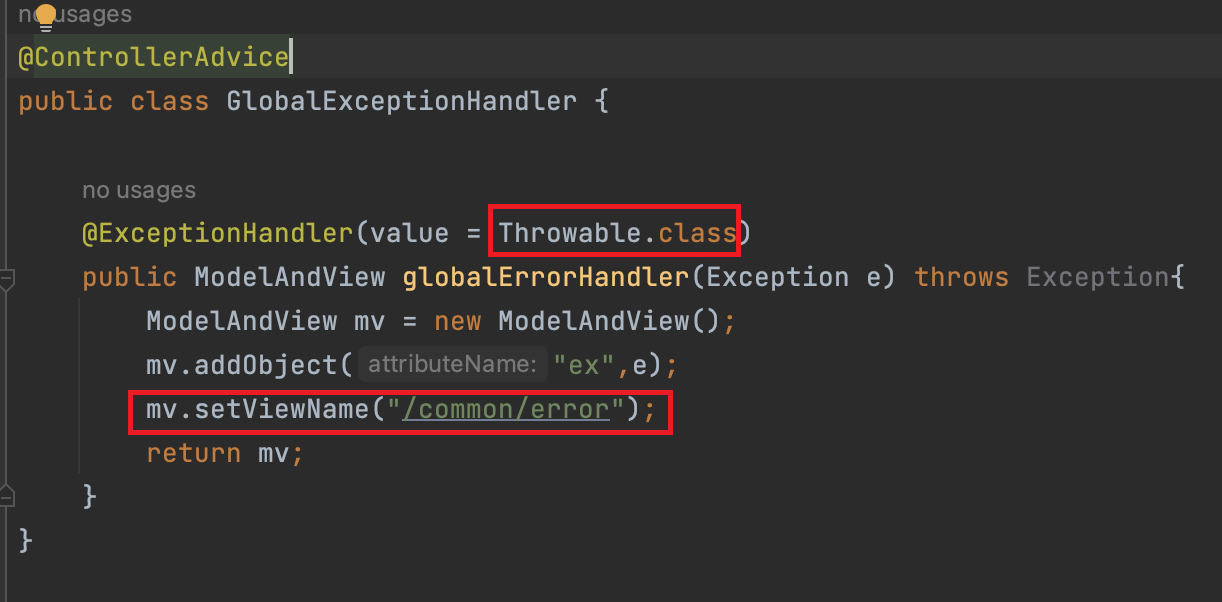 no usages
@ControllerAdvice
public class GlobalExceptionHandler {
no usages
@ExceptionHandler(value = Throwable.class)
public ModelAndView globalErrorHandler(Exception e) throws Exception{
ModelAndView mv = new ModelAndView();
mv.addObject( attributeName: "ex",e);
mv.setViewName("/common/error");
return mv;
}
}